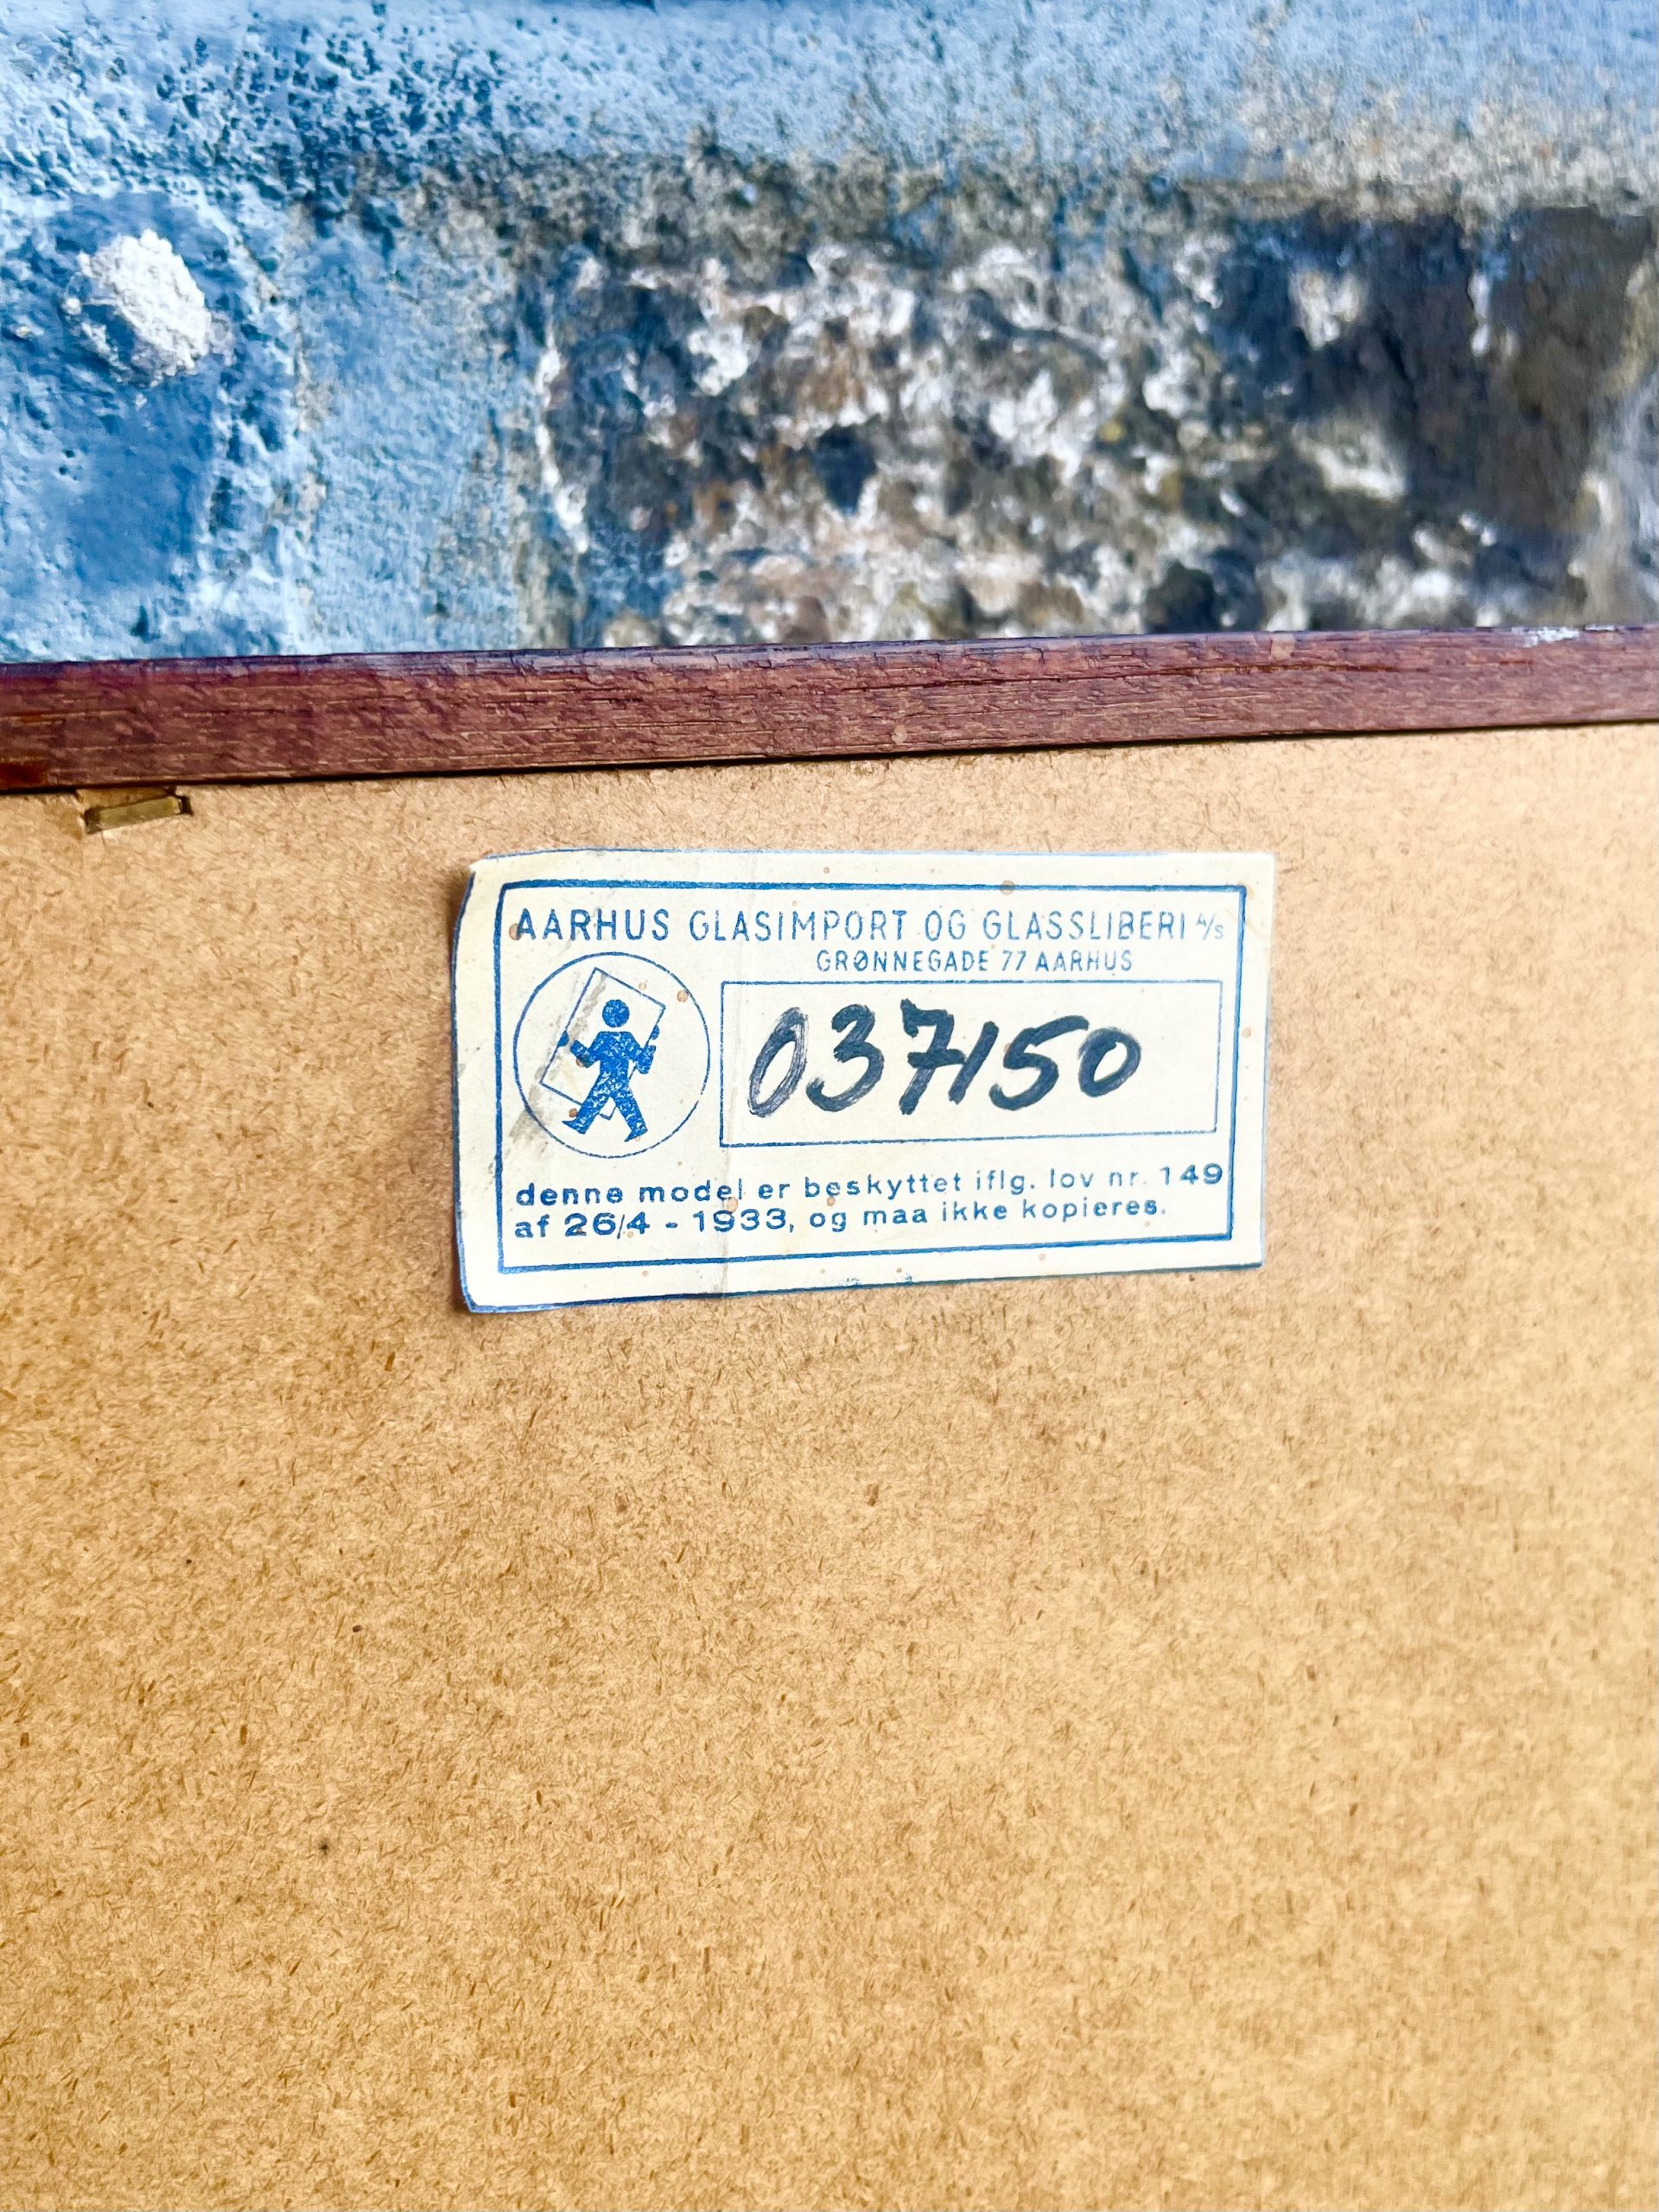 AARHUS GLASIMPORT OG GLASSLIBERI A/S
GRØNNEGADE 77 AARHUS
037150
denne model er beskyttet iflg. lov nr. 149
af 26/4 - 1933, og maa ikke kopieres.